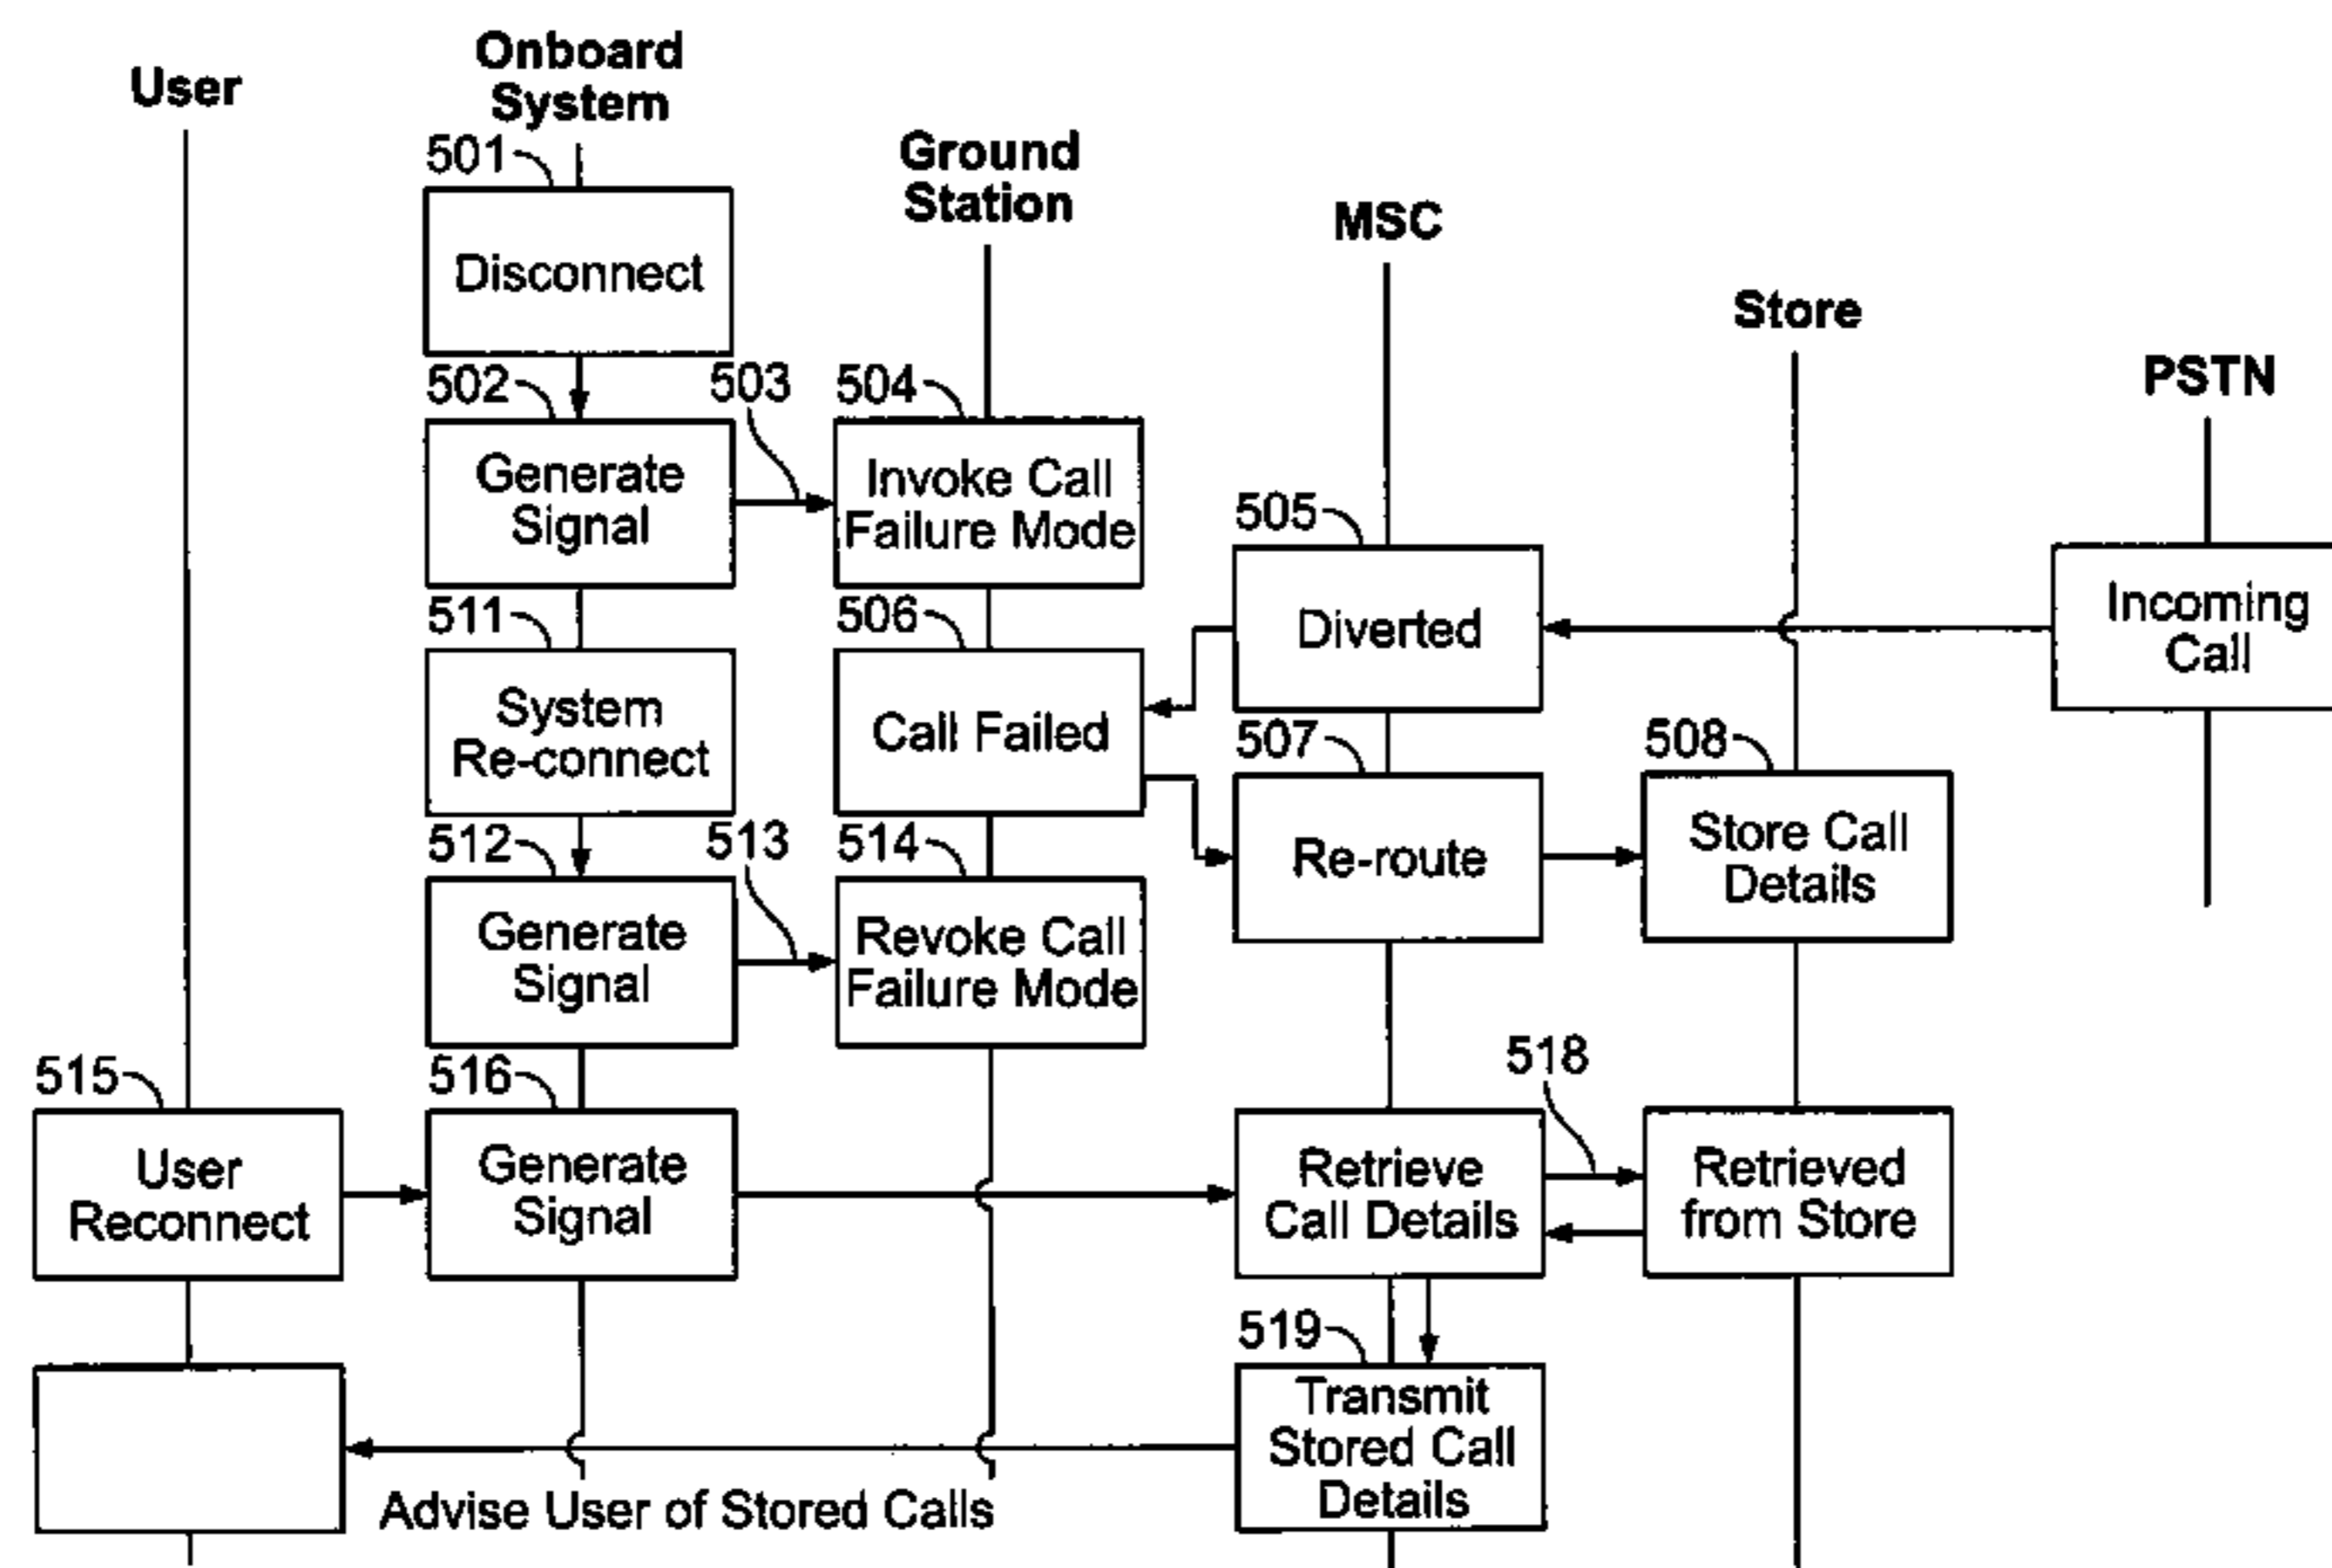 User
Onboard
System
Ground
Station
MSC
Store
PSTN
501
Disconnect
502
503
504
Generate
Signal
Invoke Call
Failure Mode
505
Diverted
Incoming
Call
511
506
System
Re-connect
Call Failed
507
508
Re-route
Store Call
Details
512
513
514
Generate
Signal
Revoke Call
Failure Mode
515
516
518
User
Reconnect
Generate
Signal
Retrieve
Call Details
Retrieved
from Store
519
Transmit
Stored Call
Details
Advise User of Stored Calls